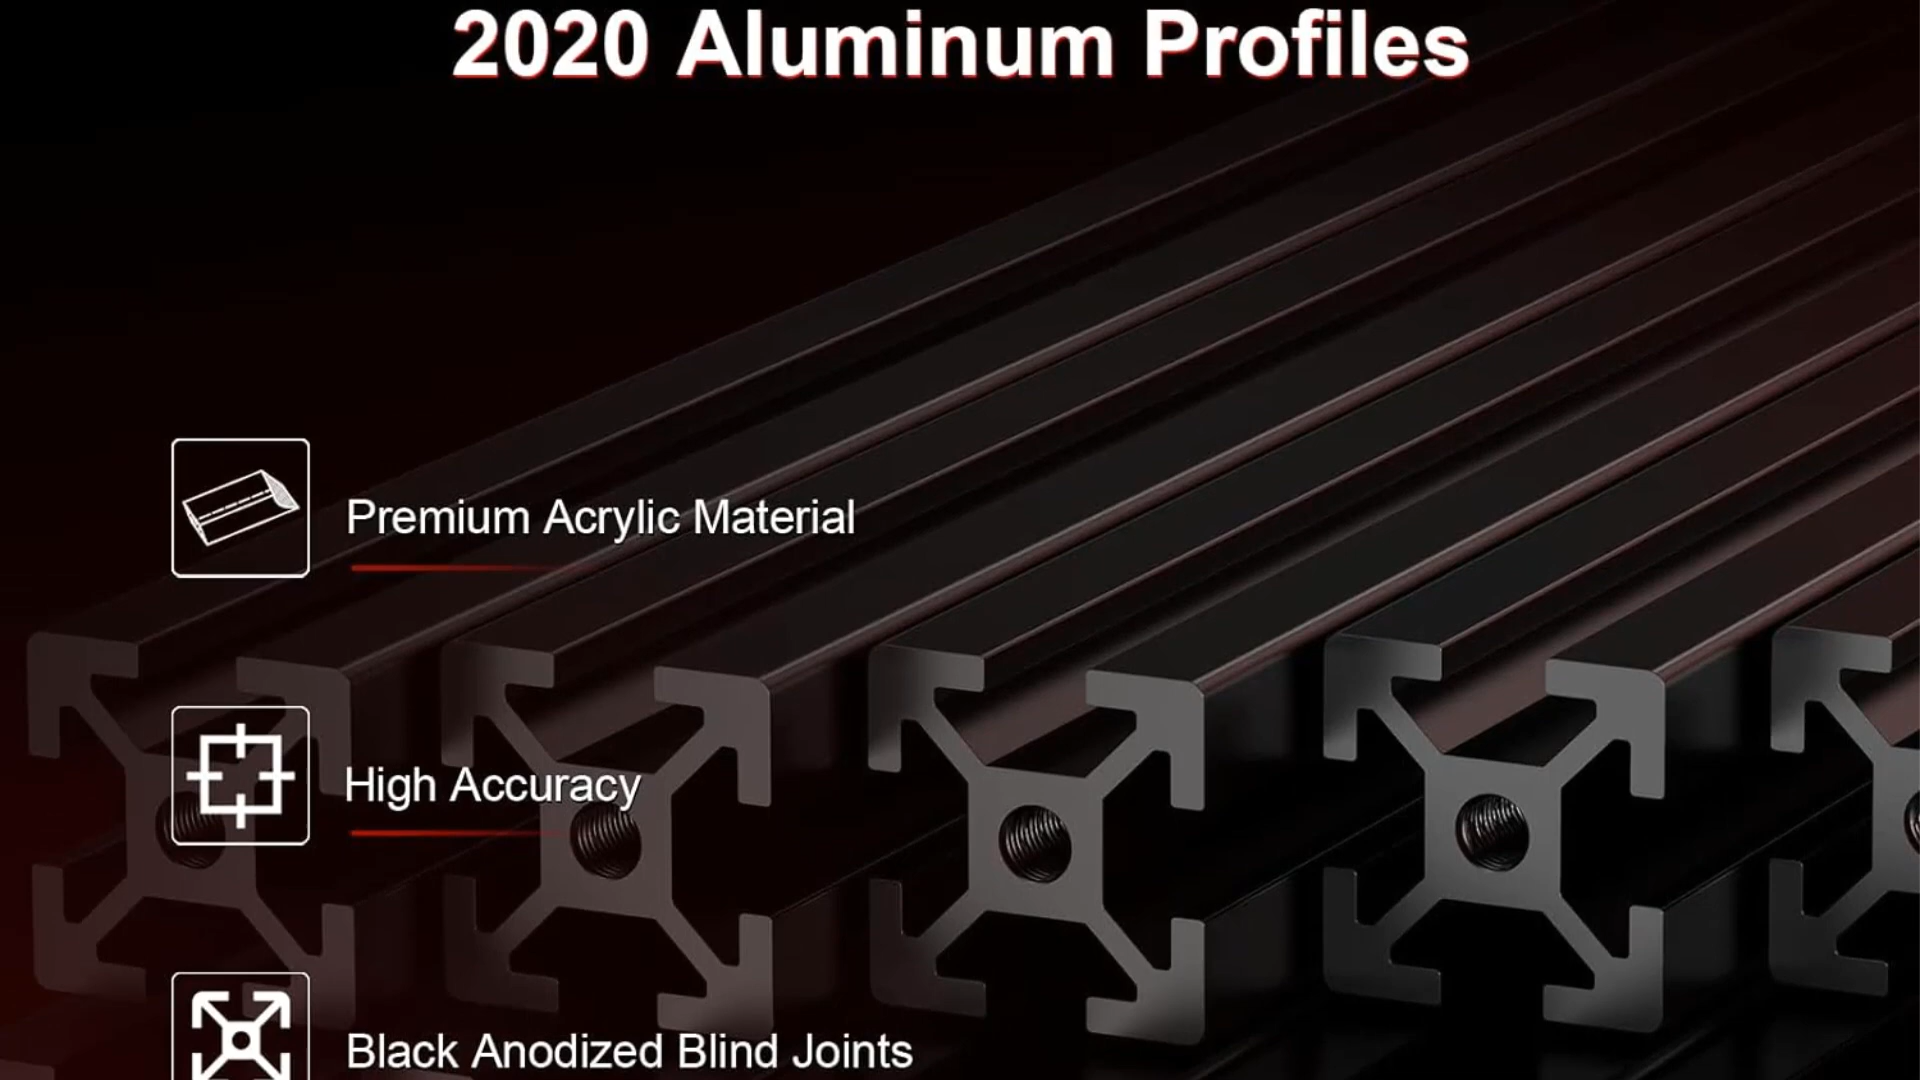 2020 Aluminum Profiles
Premium Acrylic Material
High Accuracy
Black Anodized Blind Joints